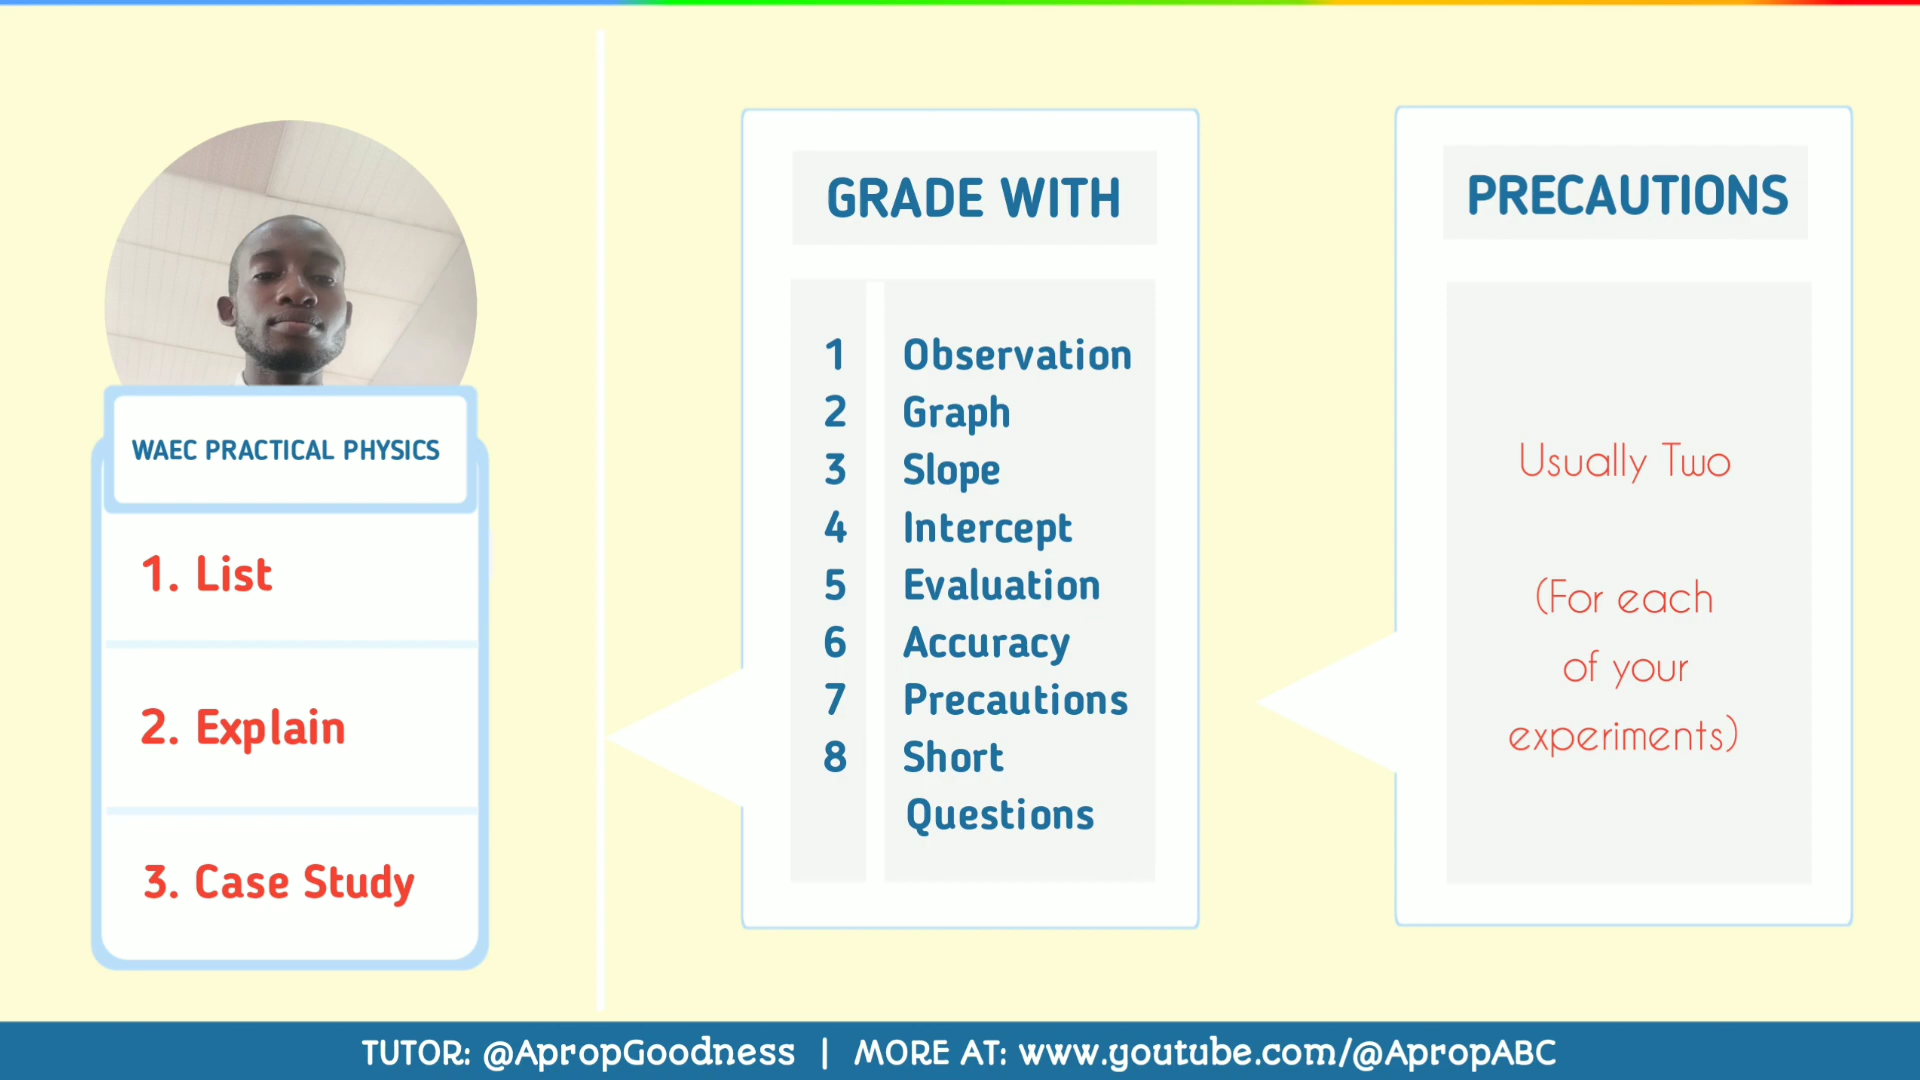 WAEC PRACTICAL PHYSICS
1. List
2. Explain
3. Case Study
GRADE WITH
1 Observation
2 Graph
3 Slope
4 Intercept
5 Evaluation
6 Accuracy
7 Precautions
8 Short
Questions
PRECAUTIONS
Usually Two
(For each
of your
experiments)
TUTOR: @ApropGoodness | MORE AT: www.youtube.com/@ApropABC